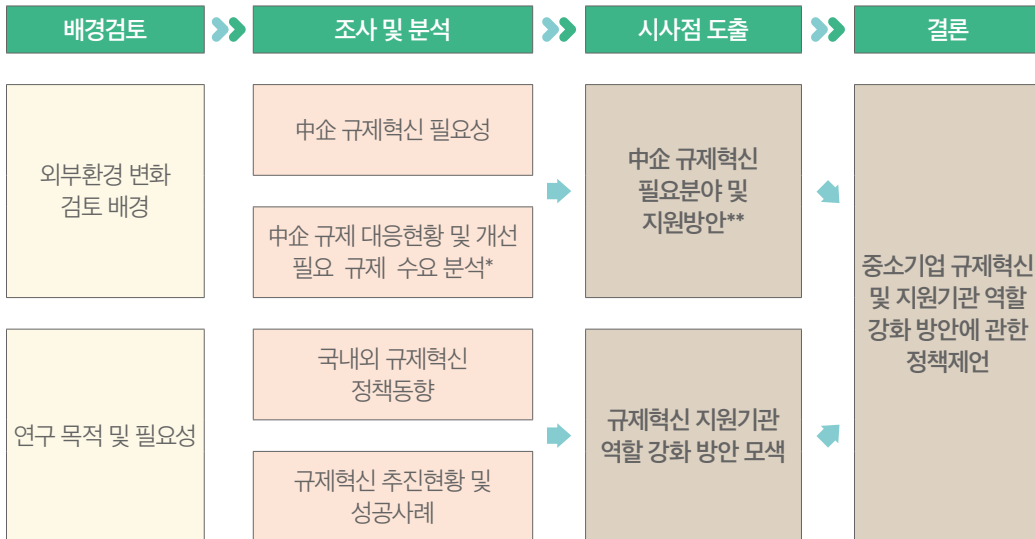 배경검토
조사 및 분석
시사점 도출
결론
외부환경 변화
검토 배경
연구 목적 및 필요성
中企 규제혁신 필요성
中企 규제 대응현황 및 개선
필요 규제 수요 분석*
국내외 규제혁신
정책동향
규제혁신 추진현황 및
성공사례
中企 규제혁신
필요분야 및
지원방안**
규제혁신 지원기관
역할 강화 방안 모색
중소기업 규제혁신
및 지원기관 역할
강화 방안에 관한
정책제언